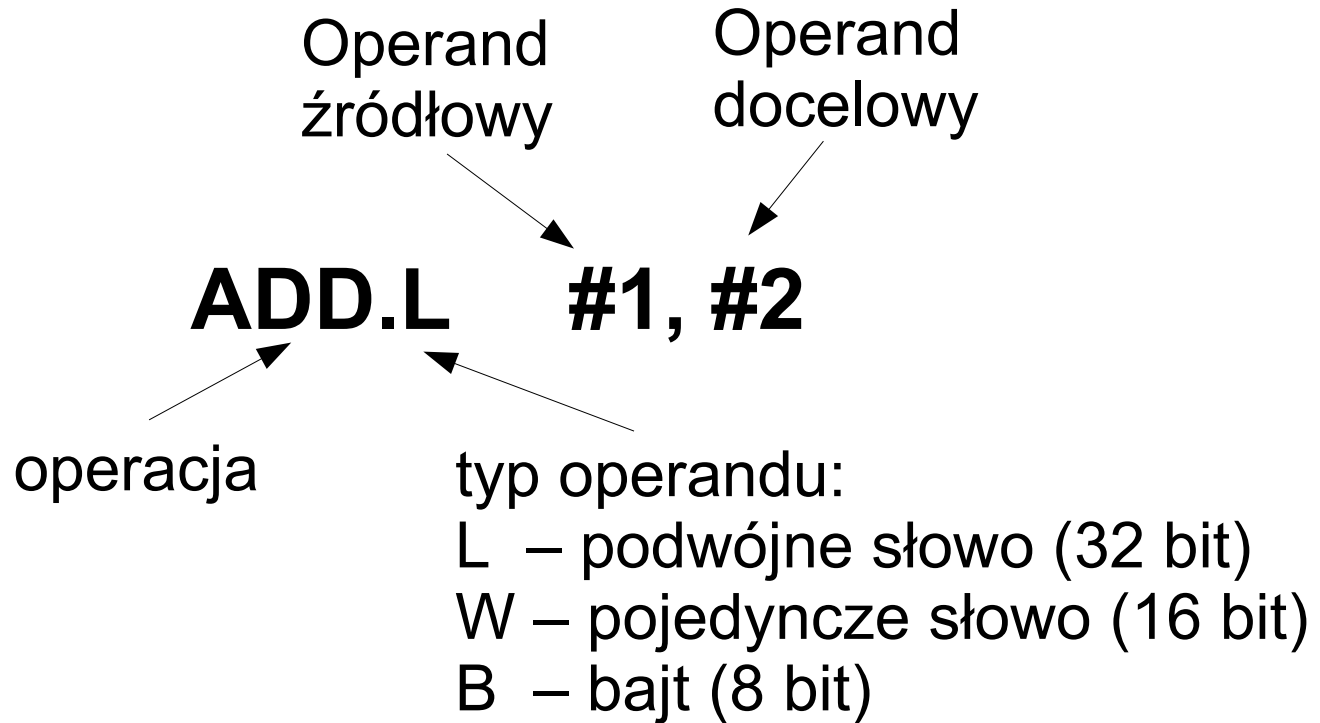 Operand
źródłowy
Operand
docelowy
ADD.L #1, #2
operacja
typ operandu:
L – podwójne słowo (32 bit)
W – pojedyncze słowo (16 bit)
B – bajt (8 bit)